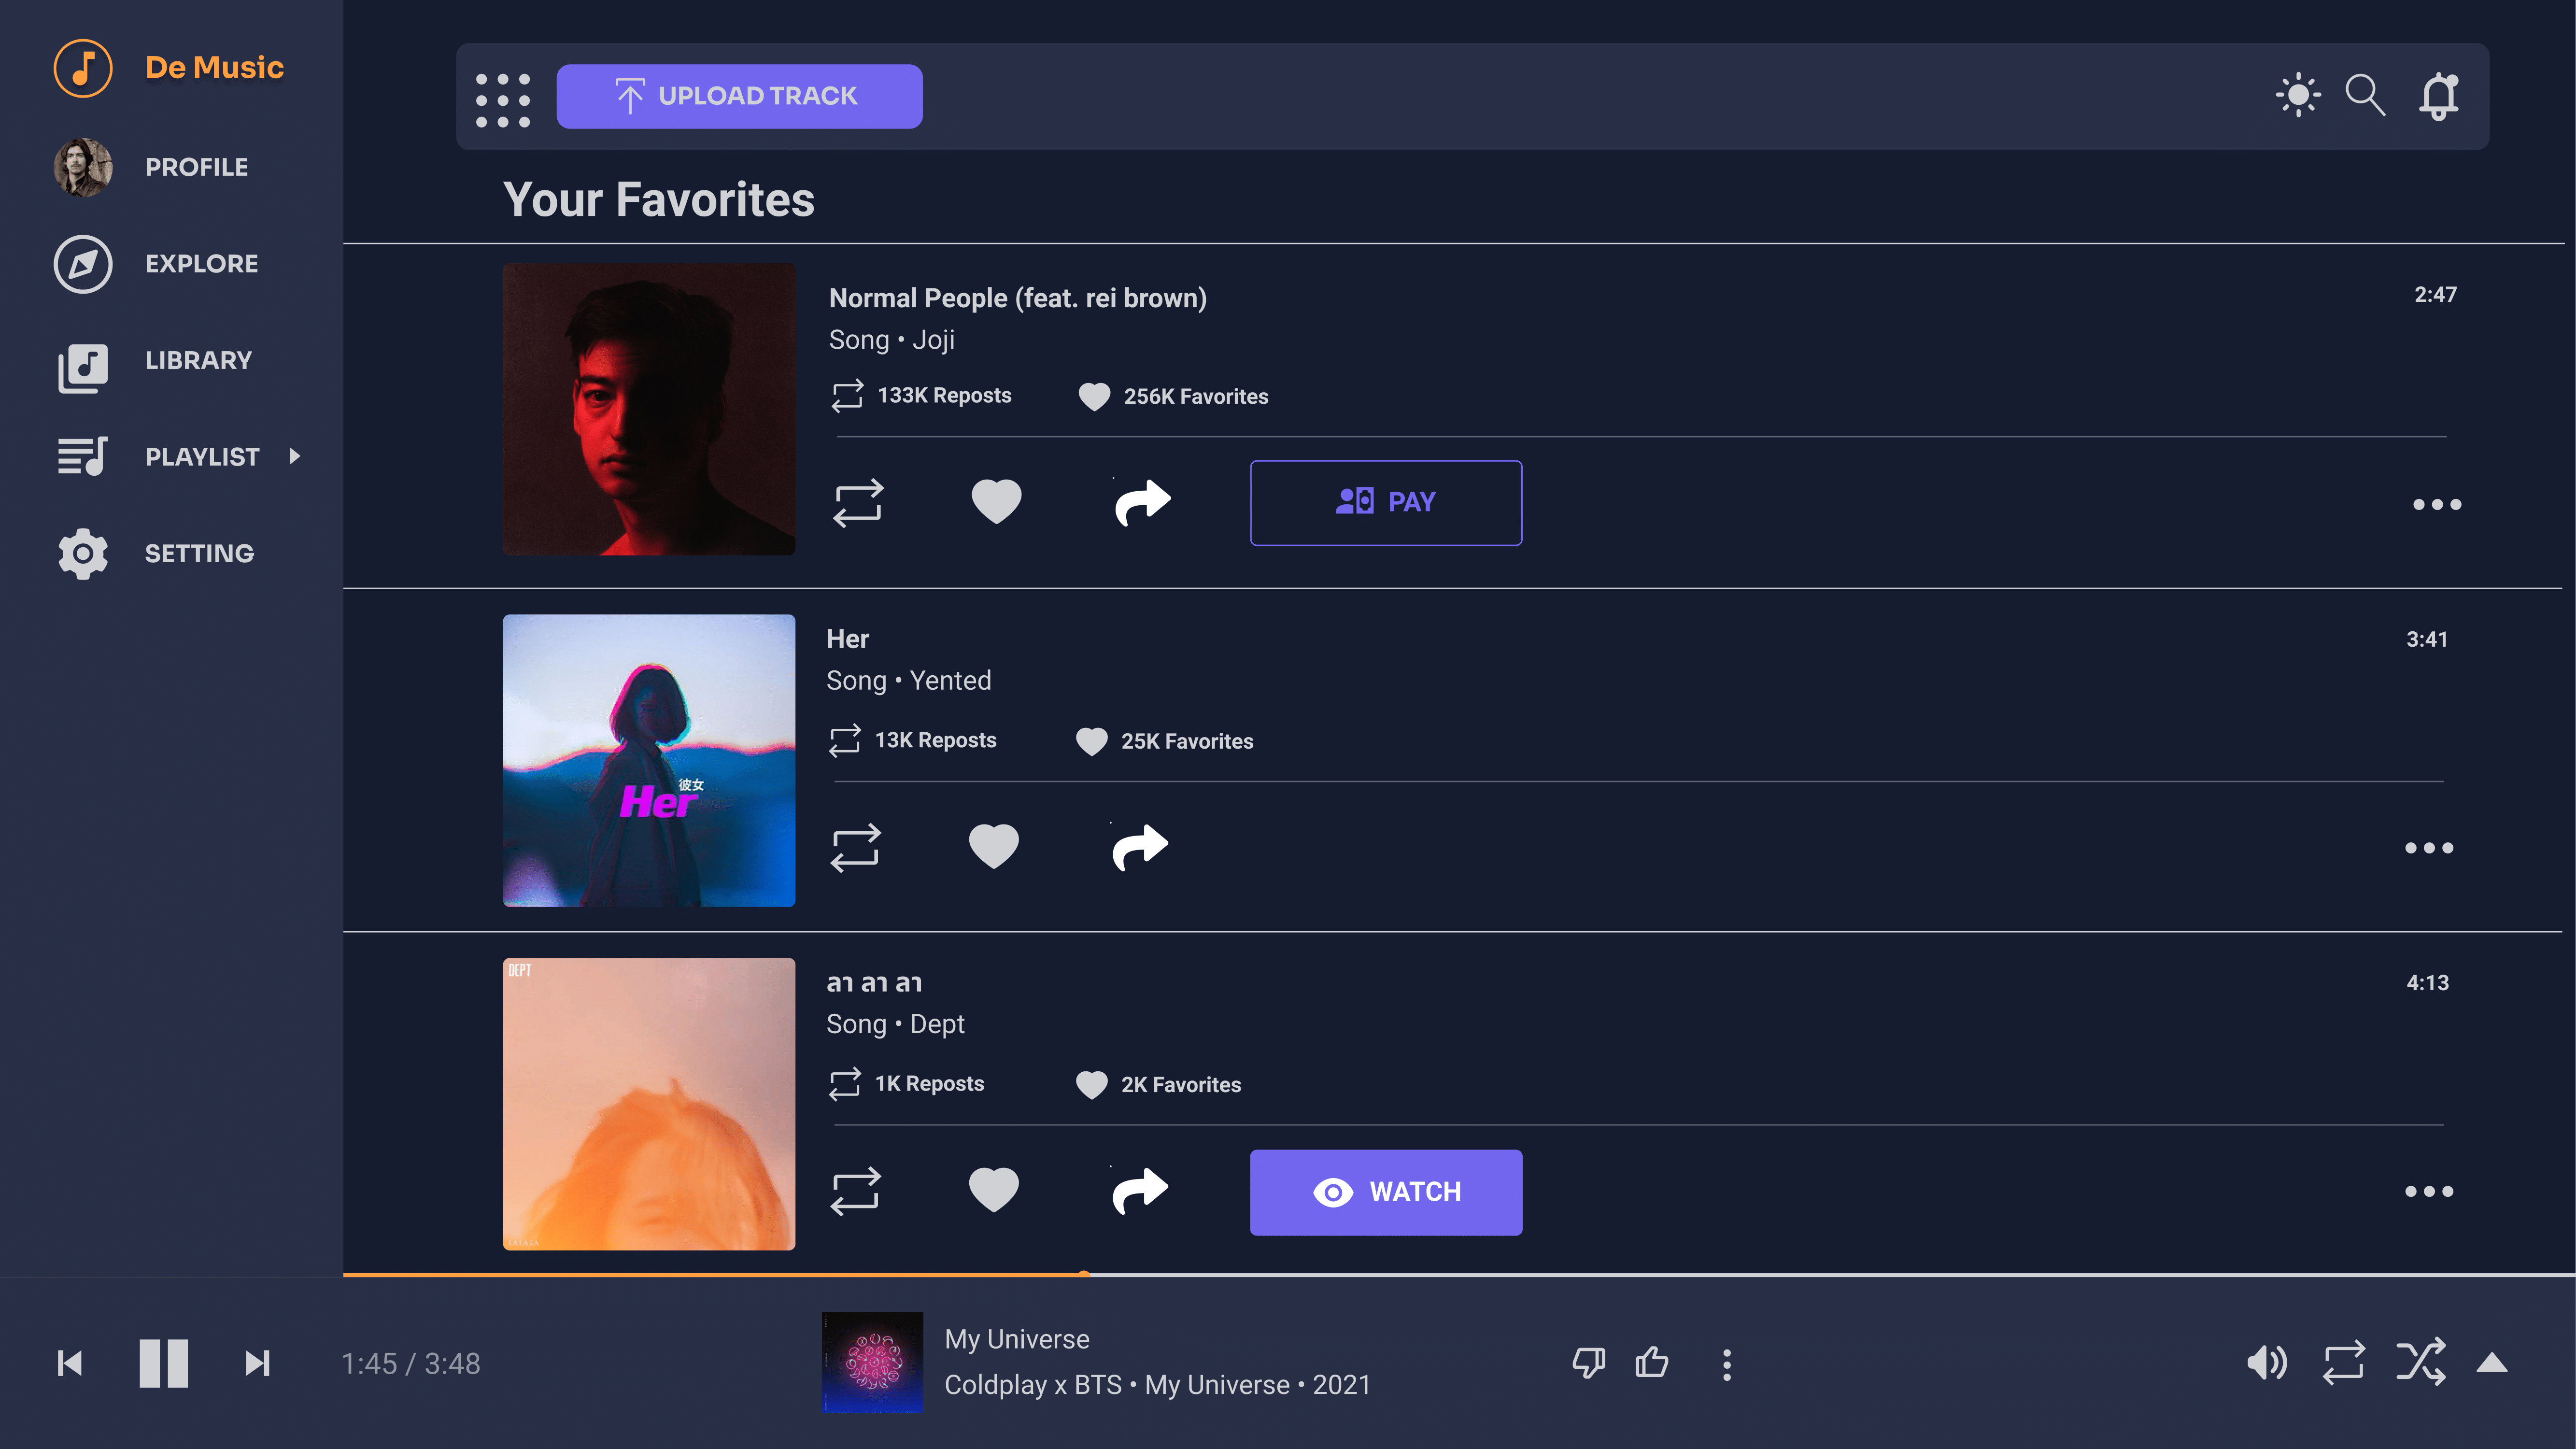 De Music
UPLOAD TRACK
PROFILE
Your Favorites
EXPLORE
LIBRARY
PLAYLIST
SETTING
Normal People (feat. rei brown)
2:47
Song • Joji
133K Reposts
256K Favorites
PAY
Her
3:41
Song • Yented
13K Reposts
25K Favorites
彼女
Her
DEPT
ลา ลา ลา
4:13
Song • Dept
1K Reposts
2K Favorites
WATCH
LA LA LA
1:45 / 3:48
My Universe
Coldplay x BTS • My Universe • 2021